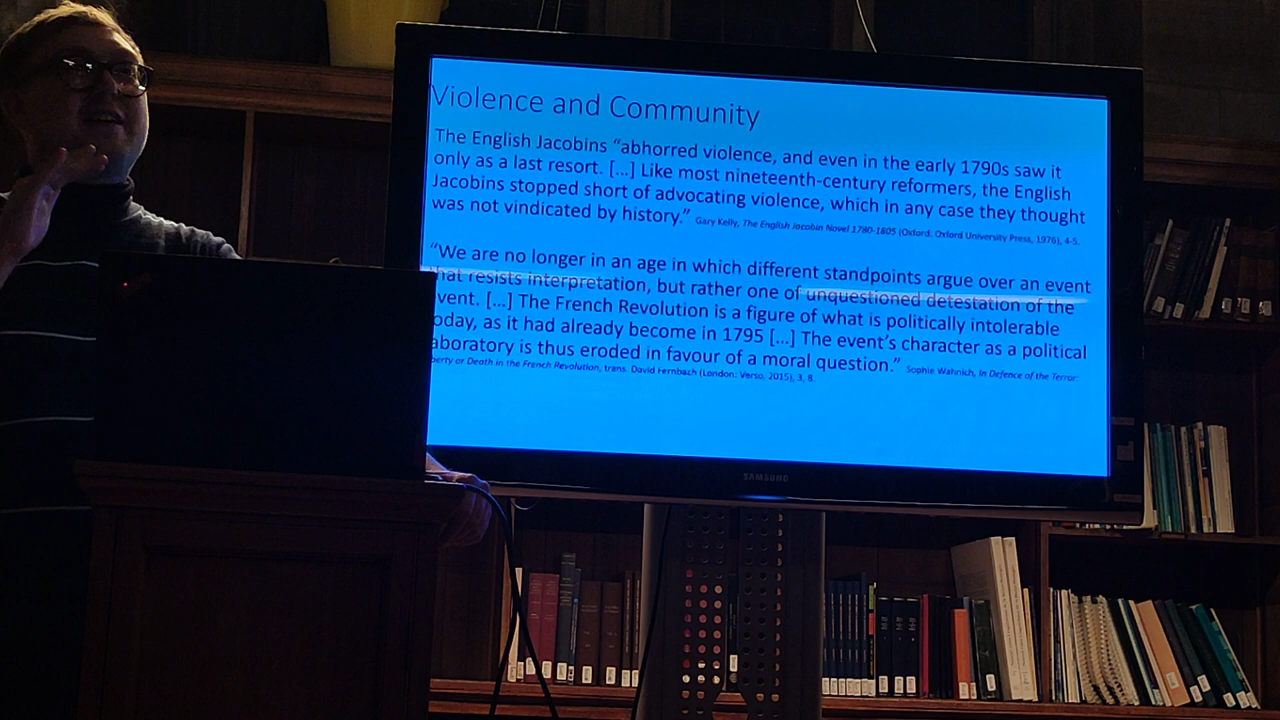 Violence and Community
The English Jacobins “abhorred violence, and even in the early 1790s saw it
only as a last resort. [...] Like most nineteenth-century reformers, the English
Jacobins stopped short of advocating violence, which in any case they thought
was not vindicated by history.” Gary Kelly, The English Jacobin Novel 1780-1805 (Oxford: Oxford University Press, 1976), 4-5.
“We are no longer in an age in which different standpoints argue over an event
that resists interpretation, but rather one of unquestioned detestation of the
vent. [...] The French Revolution is a figure of what is politically intolerable
oday, as it had already become in 1795 [...] The event’s character as a political
aboratory is thus eroded in favour of a moral question.” Sophie Wahnich, In Defence of the Terror:
berty or Death in the French Revolution, trans. David Fernbach (London: Verso, 2015), 3, 8.
SAMSUNG